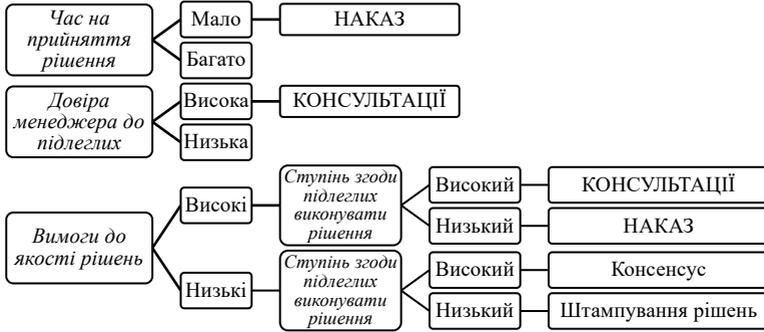 Час на
прийняття
рішення
Мало
НАКАЗ
Багато
Довіра
менеджера до
підлеглих
Висока
КОНСУЛЬТАЦІЇ
Низька
Вимоги до
якості рішень
Високі
Ступінь згоди
підлеглих
виконувати
рішення
Високий
КОНСУЛЬТАЦІЇ
Низький
НАКАЗ
Низькі
Ступінь згоди
підлеглих
виконувати
рішення
Високий
Консенсус
Низький
Штампування рішень